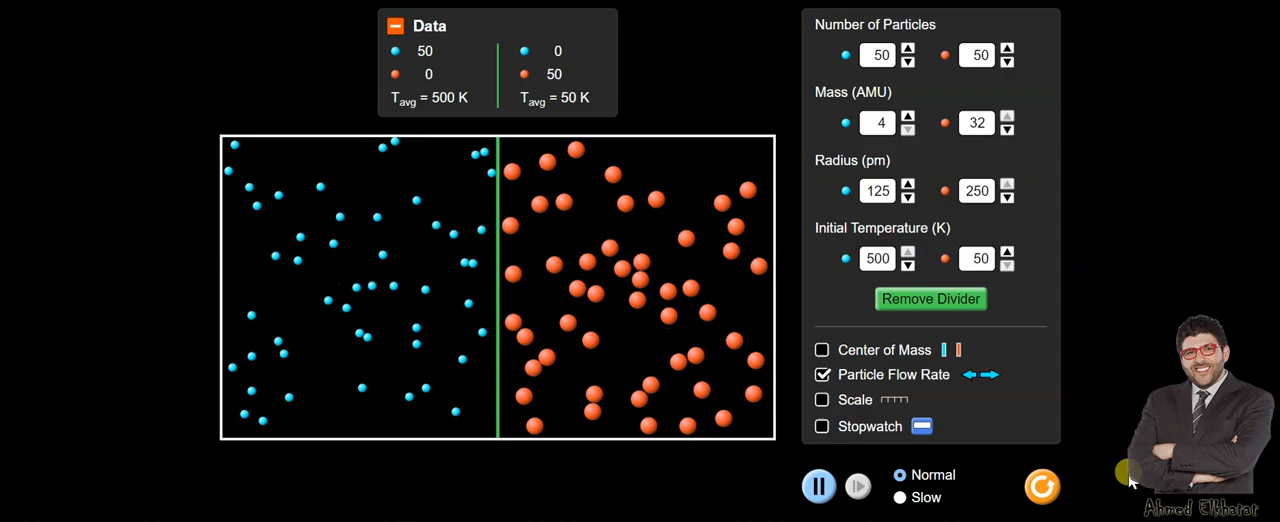 Data
50
0
0
50
Tavg = 500 K
Tavg = 50 K
Number of Particles
50
50
Mass (AMU)
4
32
Radius (pm)
125
250
Initial Temperature (K)
500
50
Remove Divider
Center of Mass
Particle Flow Rate
Scale
Stopwatch
Normal
Slow
Ahmed Elkhatat